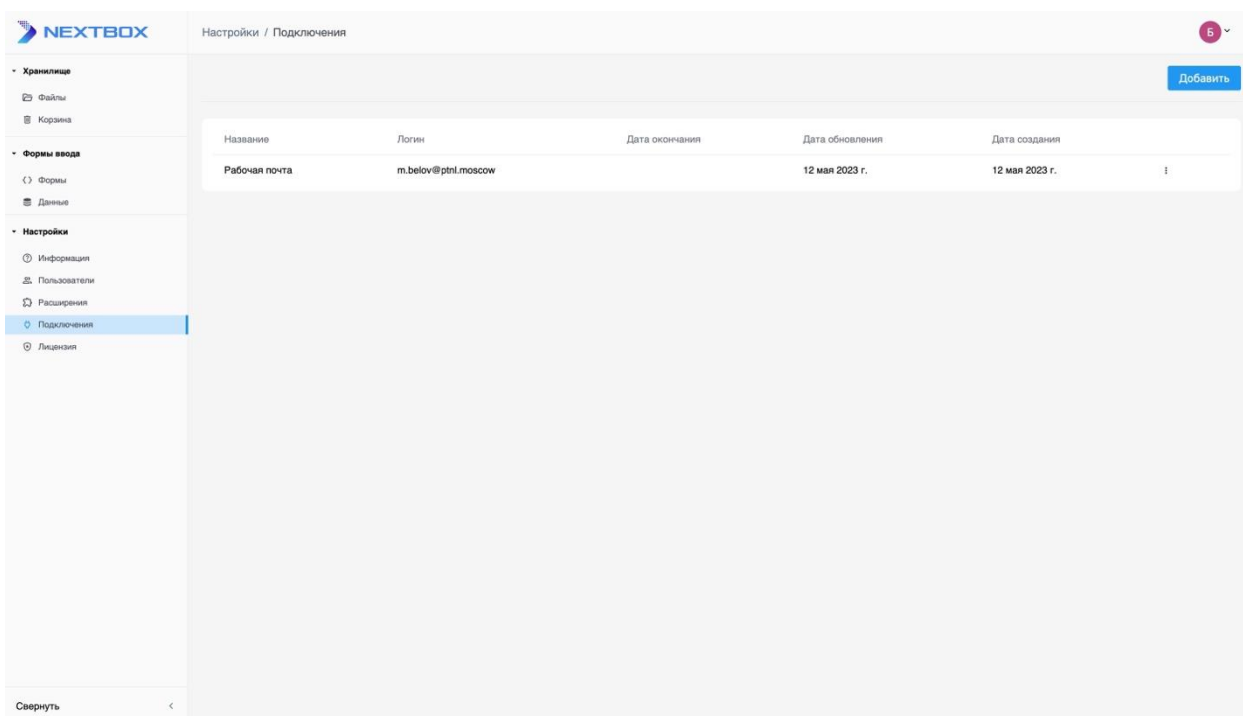 NEXTBOX
Настройки / Подключения
Б
Хранилище
Файлы
Корзина
Формы ввода
Формы
Данные
Настройки
Информация
Пользователи
Расширения
Подключения
Лицензия
Свернуть
Добавить
Название Логин Дата окончания Дата обновления Дата создания
Рабочая почта m.belov@ptnl.moscow 12 мая 2023 г. 12 мая 2023 г.